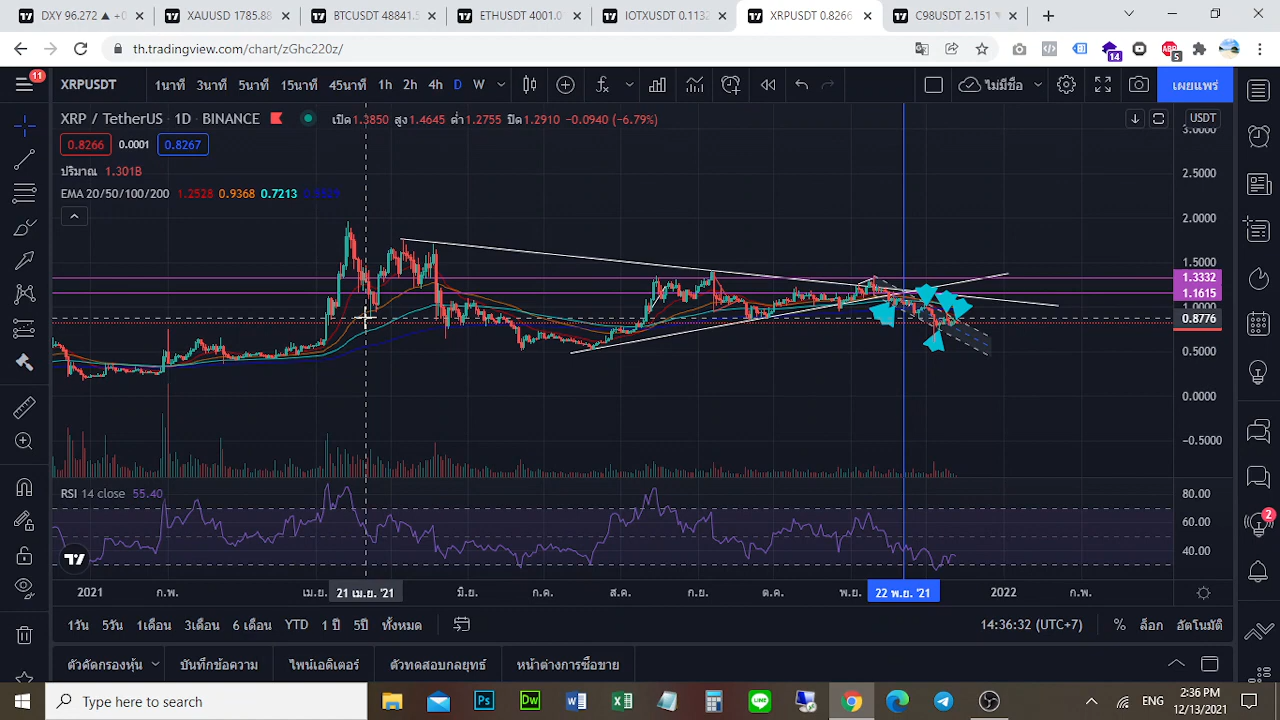 DXY 96.272 ▲ +0
XAUUSD 1785.88
BTCUSDT 48841.5
ETHUSDT 4001.0
IOTXUSDT 0.1132
XRPUSDT 0.8266
C98USDT 2.151 ▼
th.tradingview.com/chart/zGhc220z/
14
5
11
XRPUSDT 1นาที 3นาที 5นาที 15นาที 45นาที 1h 2h 4h D W ไม่มีชื่อ เผยแพร่
XRP / TetherUS · 1D · BINANCE เปิด1.3850 สูง1.4645 ต่ำ1.2755 ปิด1.2910 −0.0940 (−6.79%)
USDT
0.8266 0.0001 0.8267
ปริมาณ 1.301B
EMA 20/50/100/200 1.2528 0.9368 0.7213
3.0000
2.5000
2.0000
1.5000
1.3332
1.1615
1.0000
0.8776
0.5000
0.0000
−0.5000
RSI 14 close 55.40
80.00
60.00
40.00
2
2021 ก.พ. เม.ย. 21 เม.ย. '21 มิ.ย. ก.ค. ส.ค. ก.ย. ต.ค. พ.ย. 22 พ.ย. '21 2022 ก.พ.
1วัน 5วัน 1เดือน 3เดือน 6 เดือน YTD 1 ปี 5ปี ทั้งหมด 14:36:32 (UTC+7) % ล็อก อัตโนมัติ
ตัวคัดกรองหุ้น บันทึกข้อความ ไพน์เอดิเตอร์ ตัวทดสอบกลยุทธ์ หน้าต่างการซื้อขาย
Type here to search
Ps
Dw
LINE
ENG
2:36 PM
12/13/2021